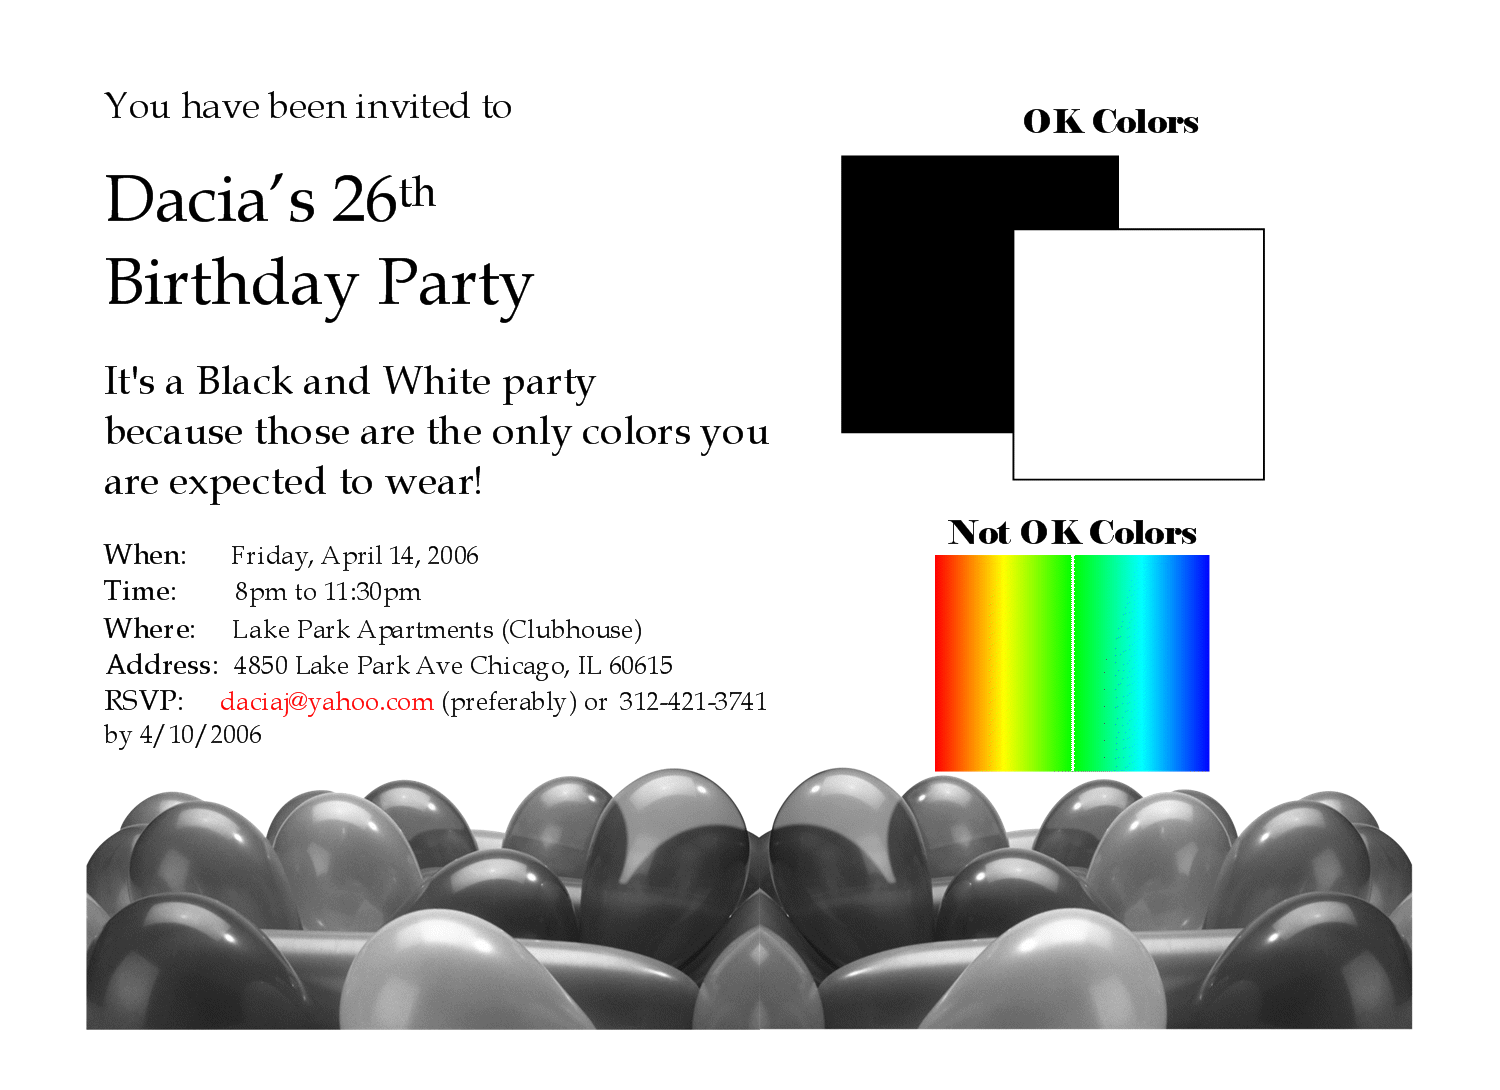 You have been invited to
Dacia’s 26th
Birthday Party
It's a Black and White party
because those are the only colors you
are expected to wear!
When: Friday, April 14, 2006
Time: 8pm to 11:30pm
Where: Lake Park Apartments (Clubhouse)
Address: 4850 Lake Park Ave Chicago, IL 60615
RSVP: daciaj@yahoo.com (preferably) or 312-421-3741
by 4/10/2006
OK Colors
Not OK Colors